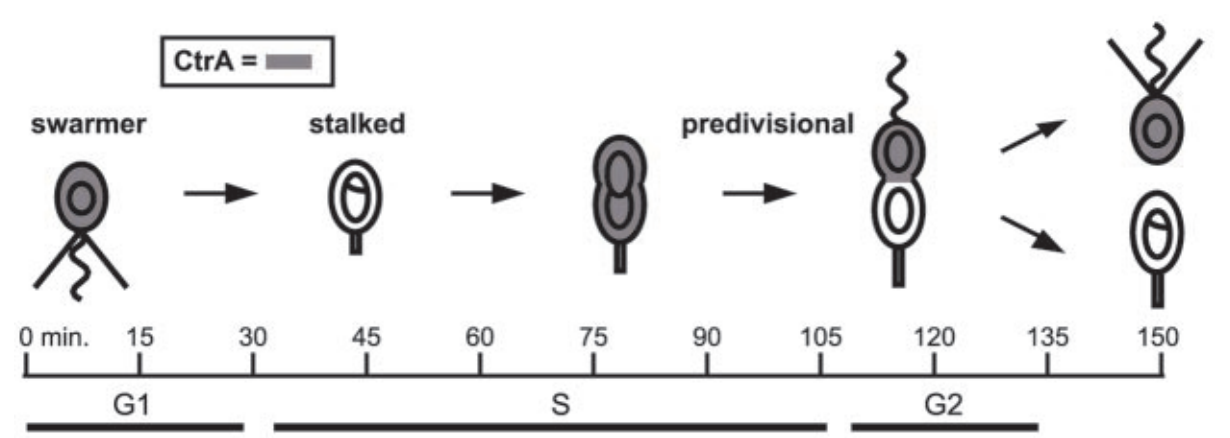 CtrA =
swarmer
stalked
predivisional
0 min. 15 30 45 60 75 90 105 120 135 150
G1 S G2